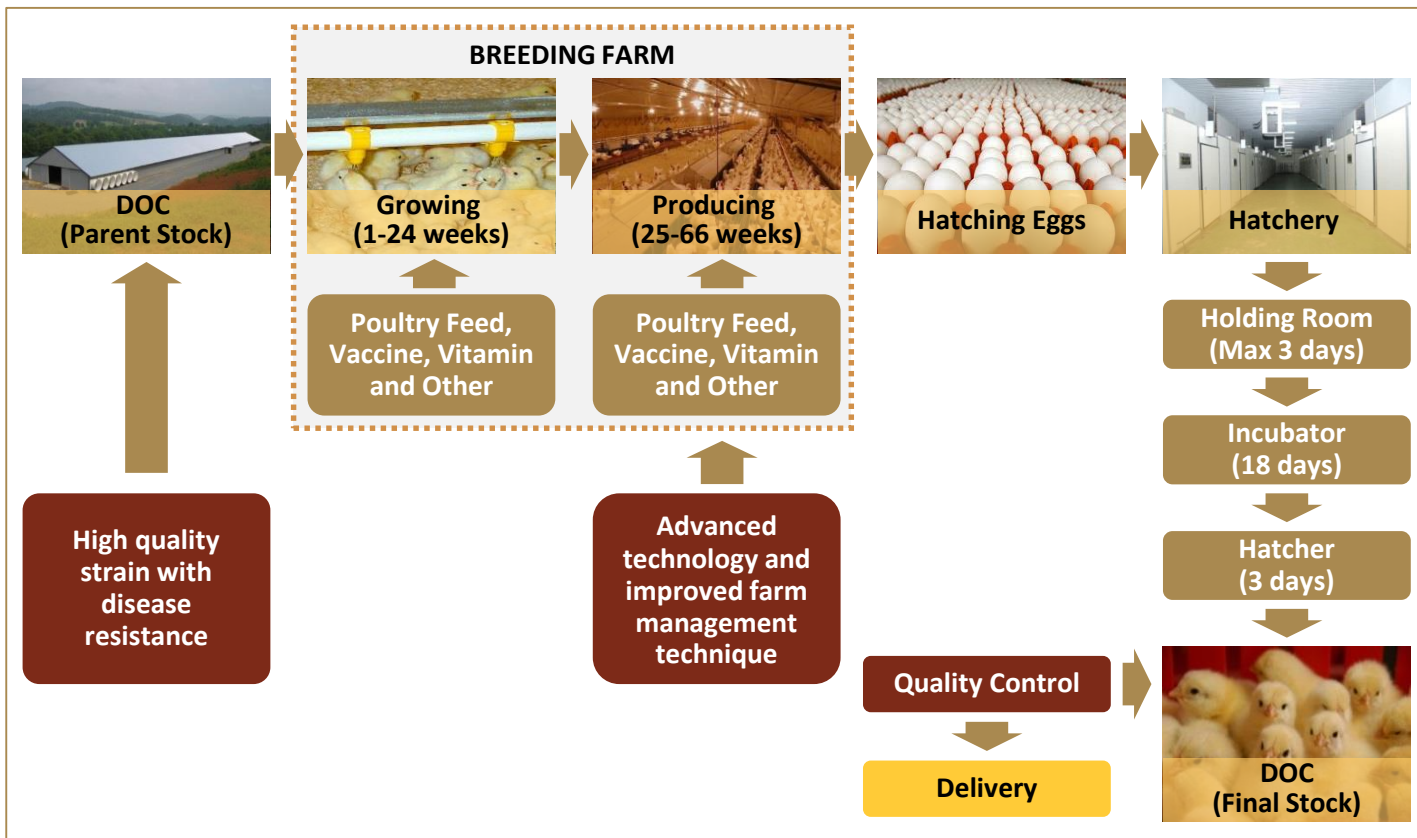 BREEDING FARM
DOC
(Parent Stock)
Growing
(1-24 weeks)
Producing
(25-66 weeks)
Hatching Eggs
Hatchery
Poultry Feed,
Vaccine, Vitamin
and Other
Poultry Feed,
Vaccine, Vitamin
and Other
Holding Room
(Max 3 days)
Incubator
(18 days)
Hatcher
(3 days)
High quality
strain with
disease
resistance
Advanced
technology and
improved farm
management
technique
Quality Control
Delivery
DOC
(Final Stock)